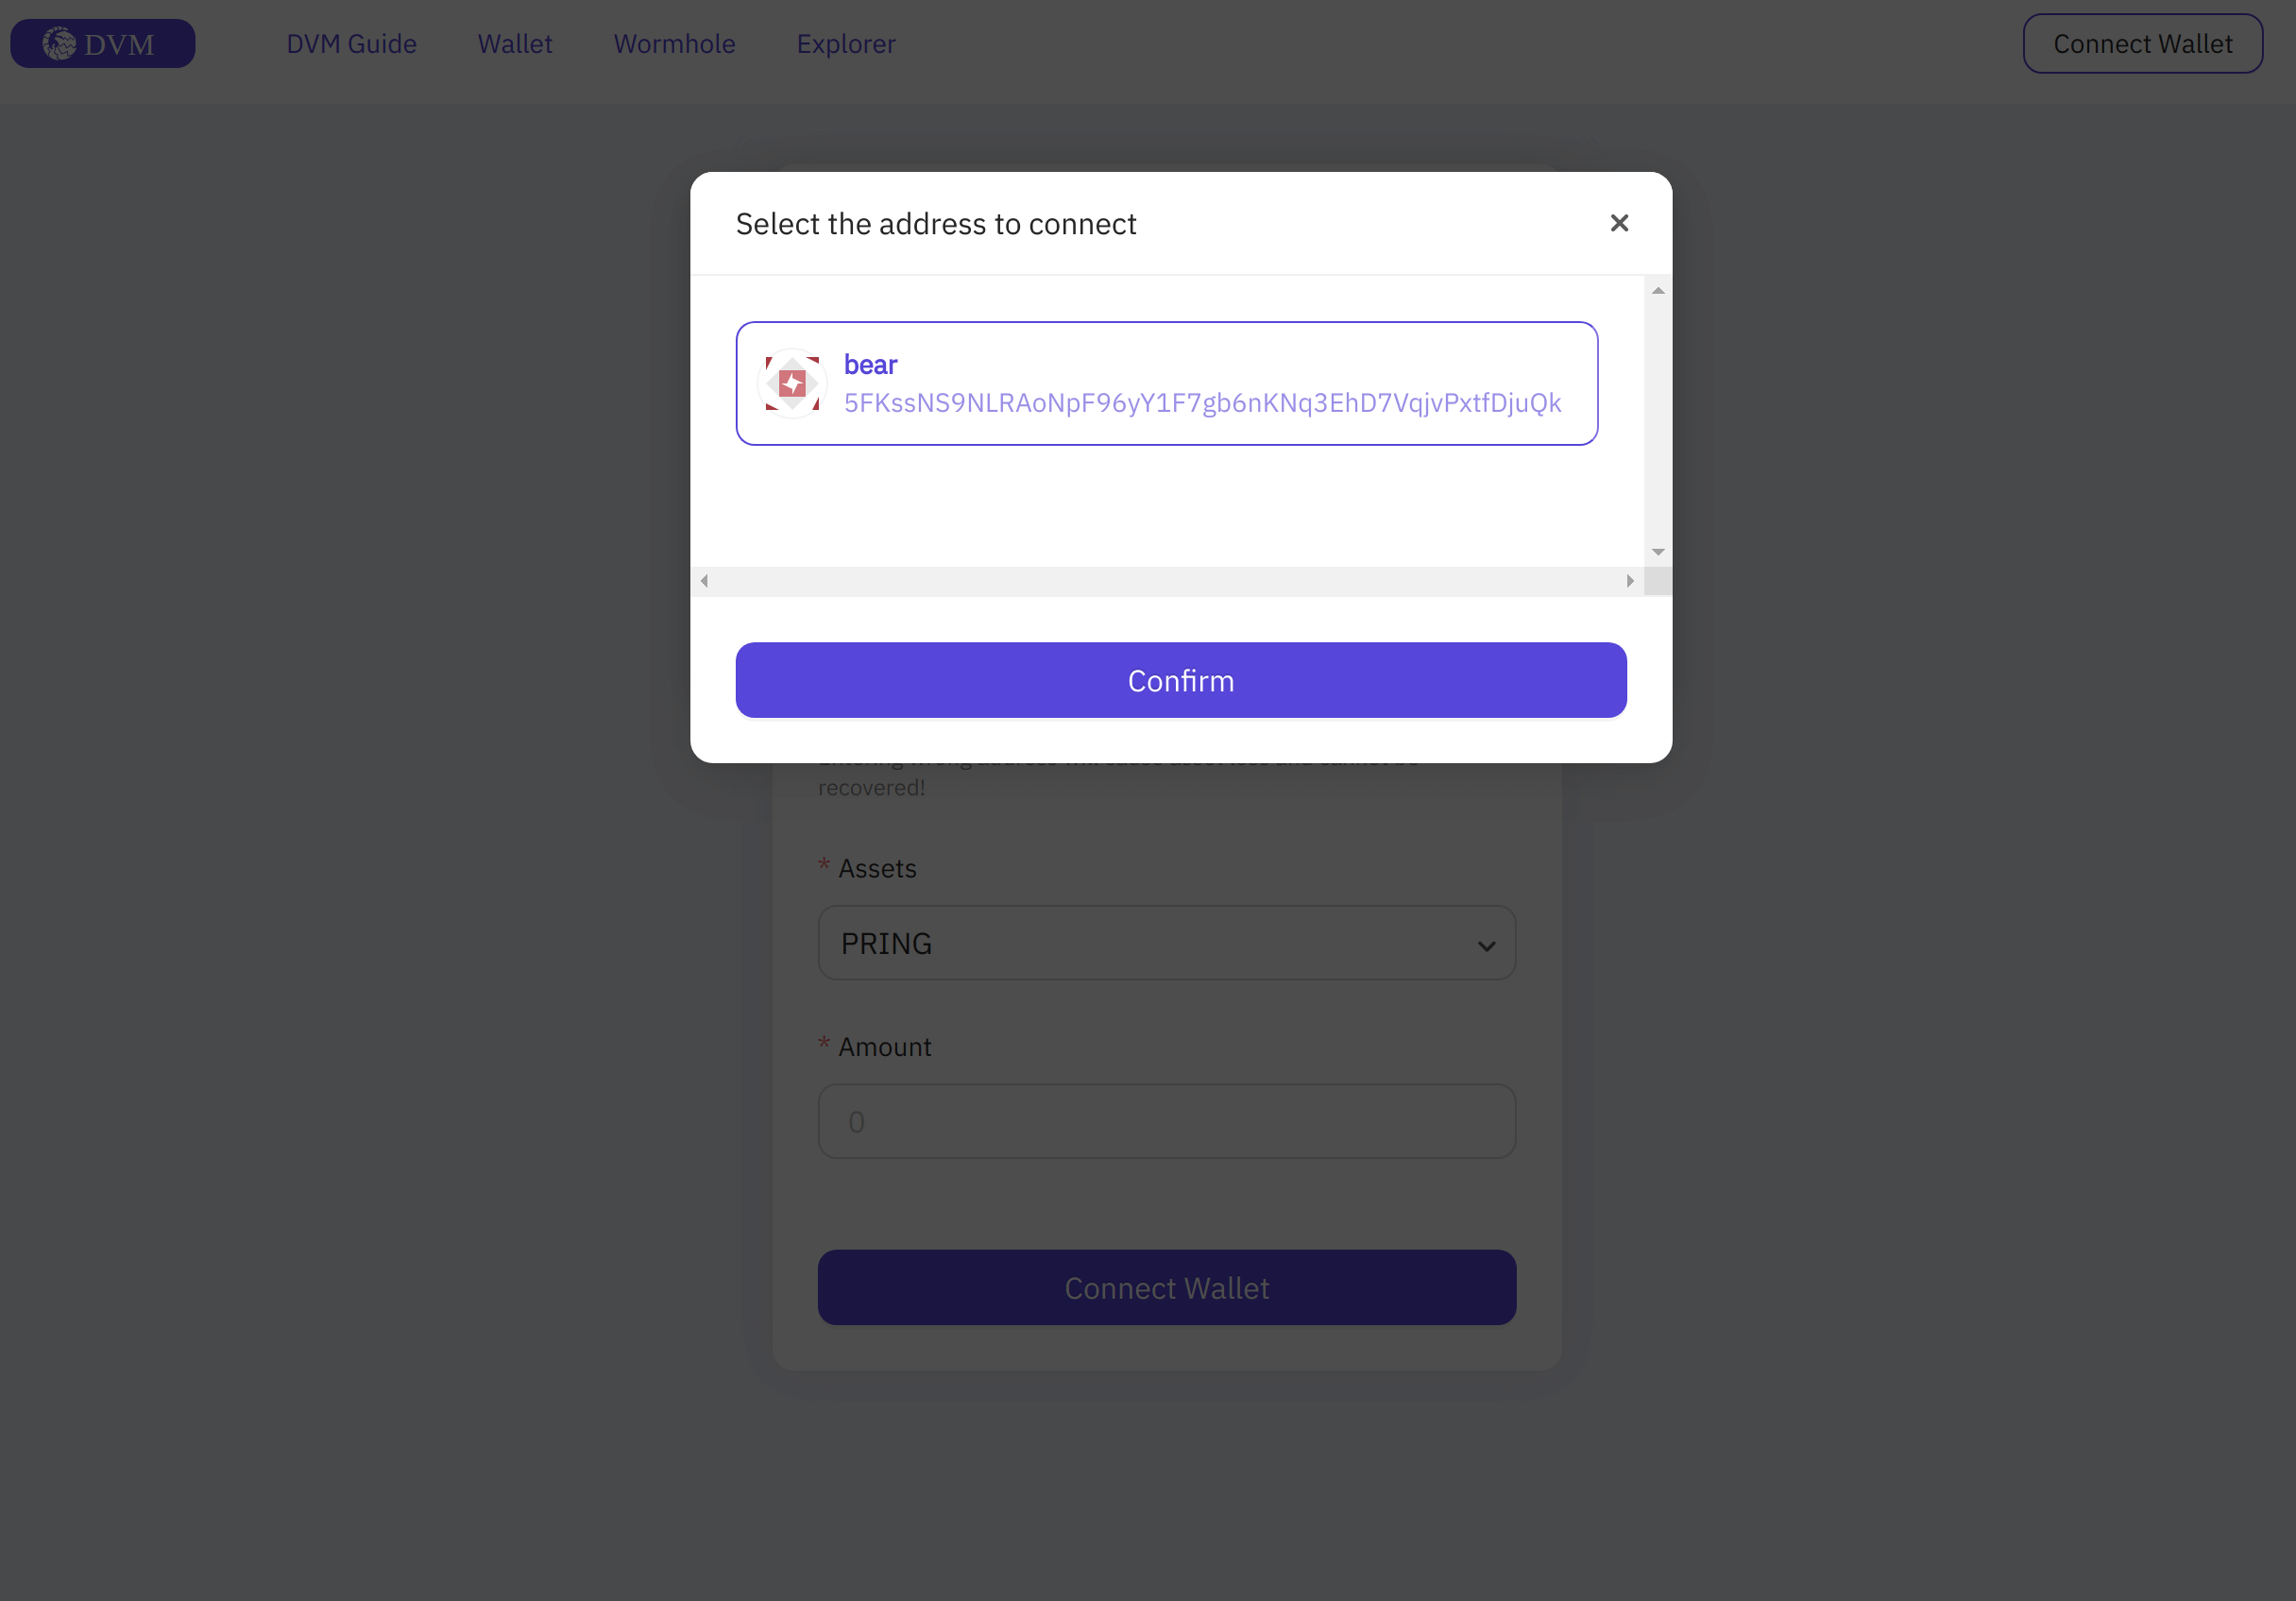 DVM
DVM Guide
Wallet
Wormhole
Explorer
Connect Wallet
Select the address to connect
bear
5FKssNS9NLRAoNpF96yY1F7gb6nKNq3EhD7VqjvPxtfDjuQk
Confirm
recovered!
* Assets
PRING
* Amount
0
Connect Wallet